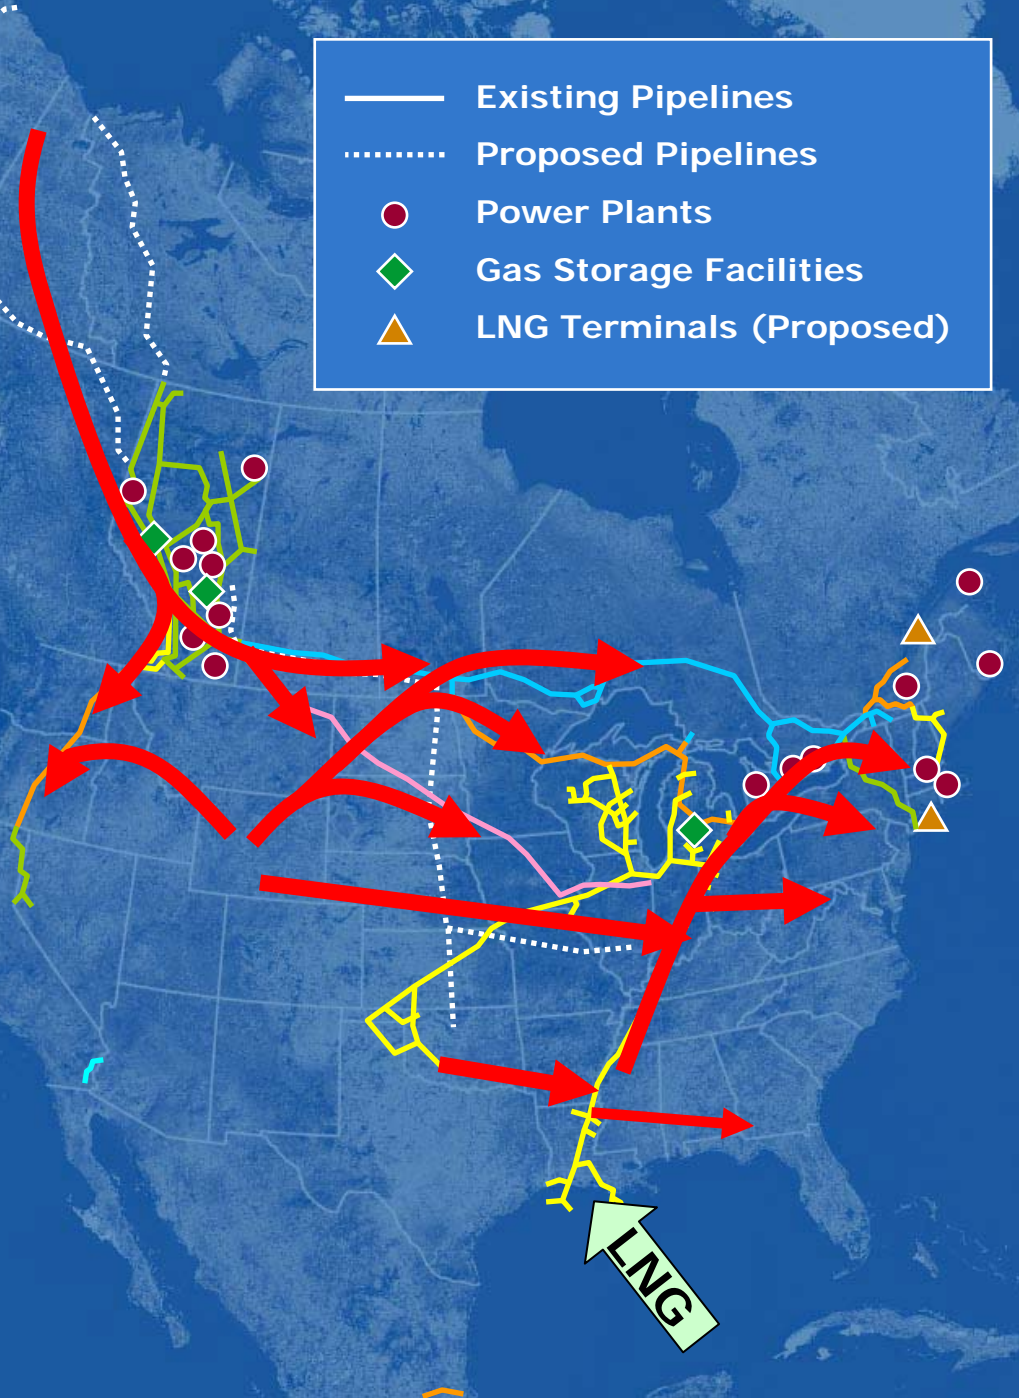 Existing Pipelines
Proposed Pipelines
Power Plants
Gas Storage Facilities
LNG Terminals (Proposed)
LNG